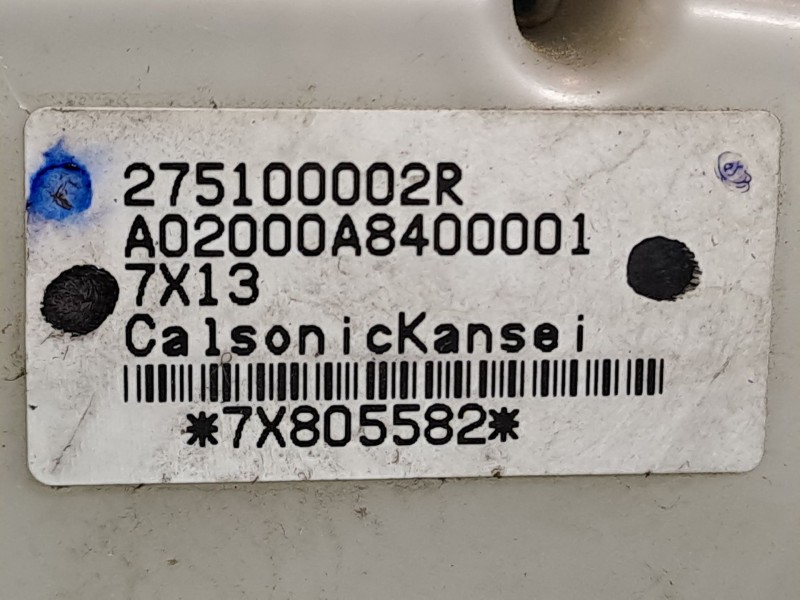 275100002R
A02000A8400001
7X13
CalsonicKansei
*7X805582*